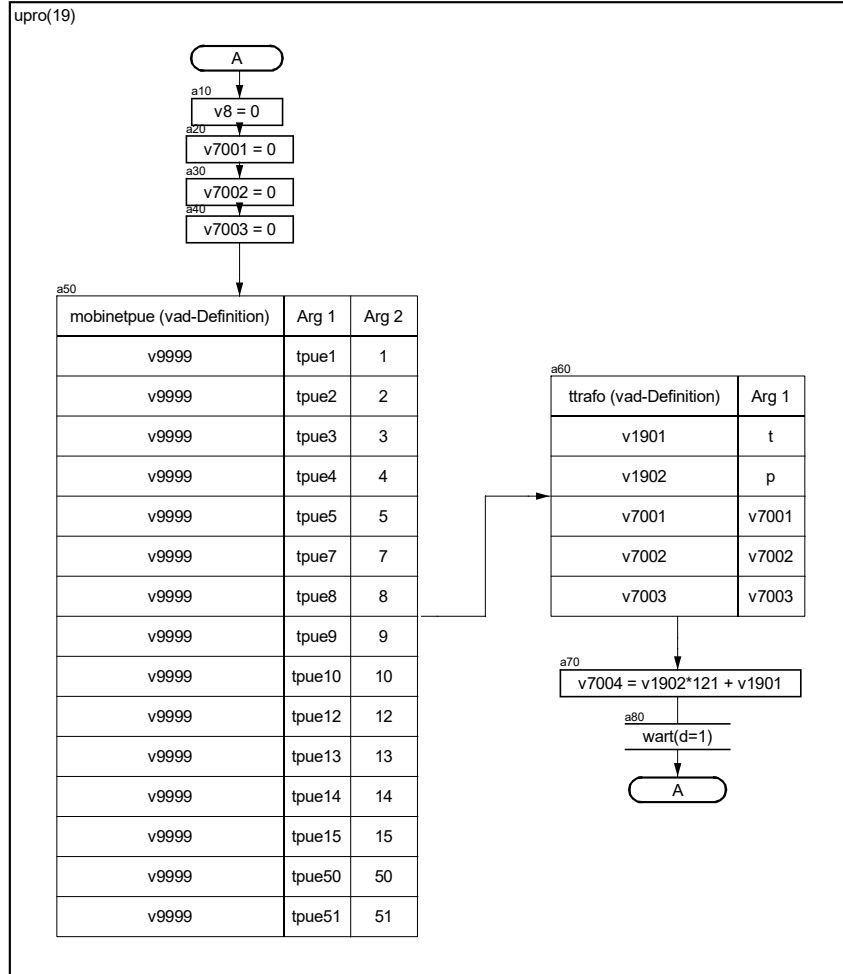 upro(19)
A
a10
v8 = 0
a20
v7001 = 0
a30
v7002 = 0
a40
v7003 = 0
a50
mobinetpue (vad-Definition) Arg 1 Arg 2
v9999 tpue1 1
v9999 tpue2 2
v9999 tpue3 3
v9999 tpue4 4
v9999 tpue5 5
v9999 tpue7 7
v9999 tpue8 8
v9999 tpue9 9
v9999 tpue10 10
v9999 tpue12 12
v9999 tpue13 13
v9999 tpue14 14
v9999 tpue15 15
v9999 tpue50 50
v9999 tpue51 51
a60
ttrafo (vad-Definition) Arg 1
v1901 t
v1902 p
v7001 v7001
v7002 v7002
v7003 v7003
a70
v7004 = v1902*121 + v1901
a80
wart(d=1)
A